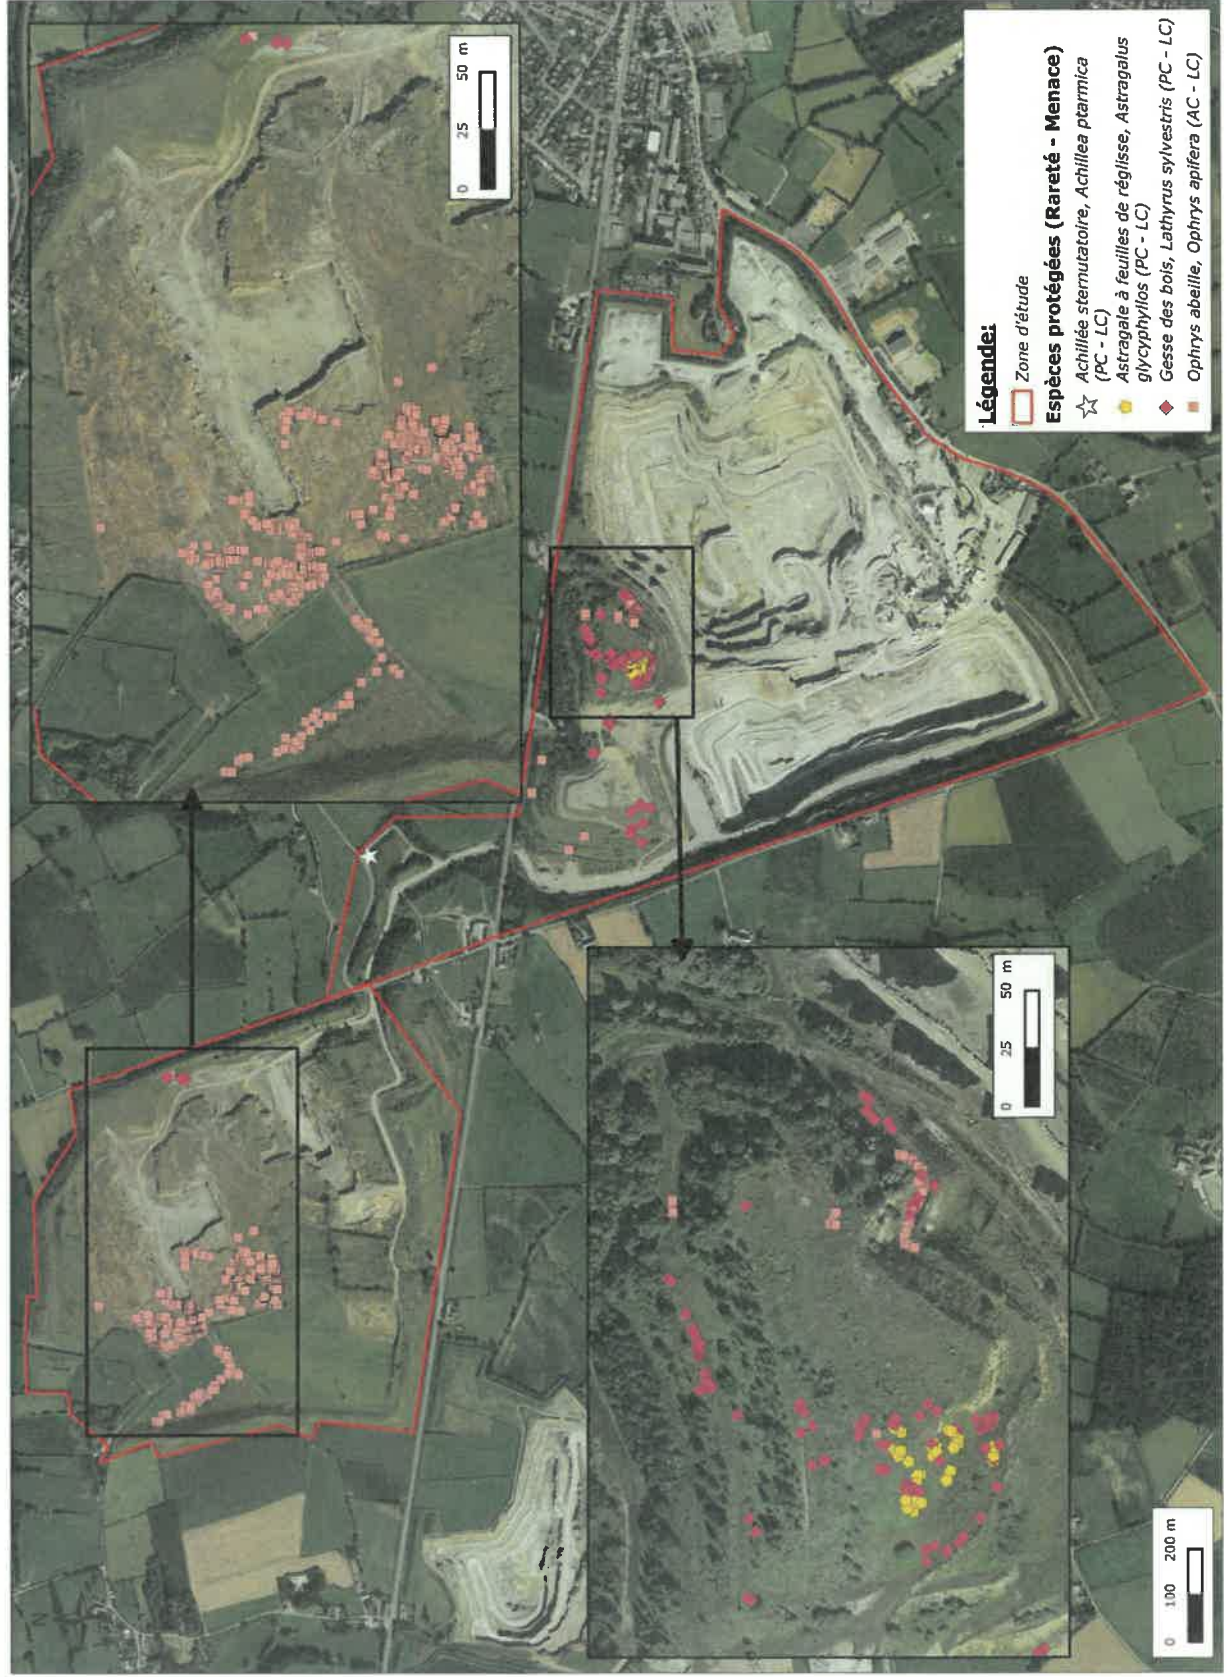 0 25 50 m
Légende:
Zone d'étude
Espèces protégées (Rareté - Menace)
Achillée sternutatoire, Achillea ptarmica
(PC - LC)
Astragale à feuilles de réglisse, Astragalus
glycyphyllos (PC - LC)
Gesse des bois, Lathyrus sylvestris (PC - LC)
Ophrys abeille, Ophrys apifera (AC - LC)
0 25 50 m
0 100 200 m